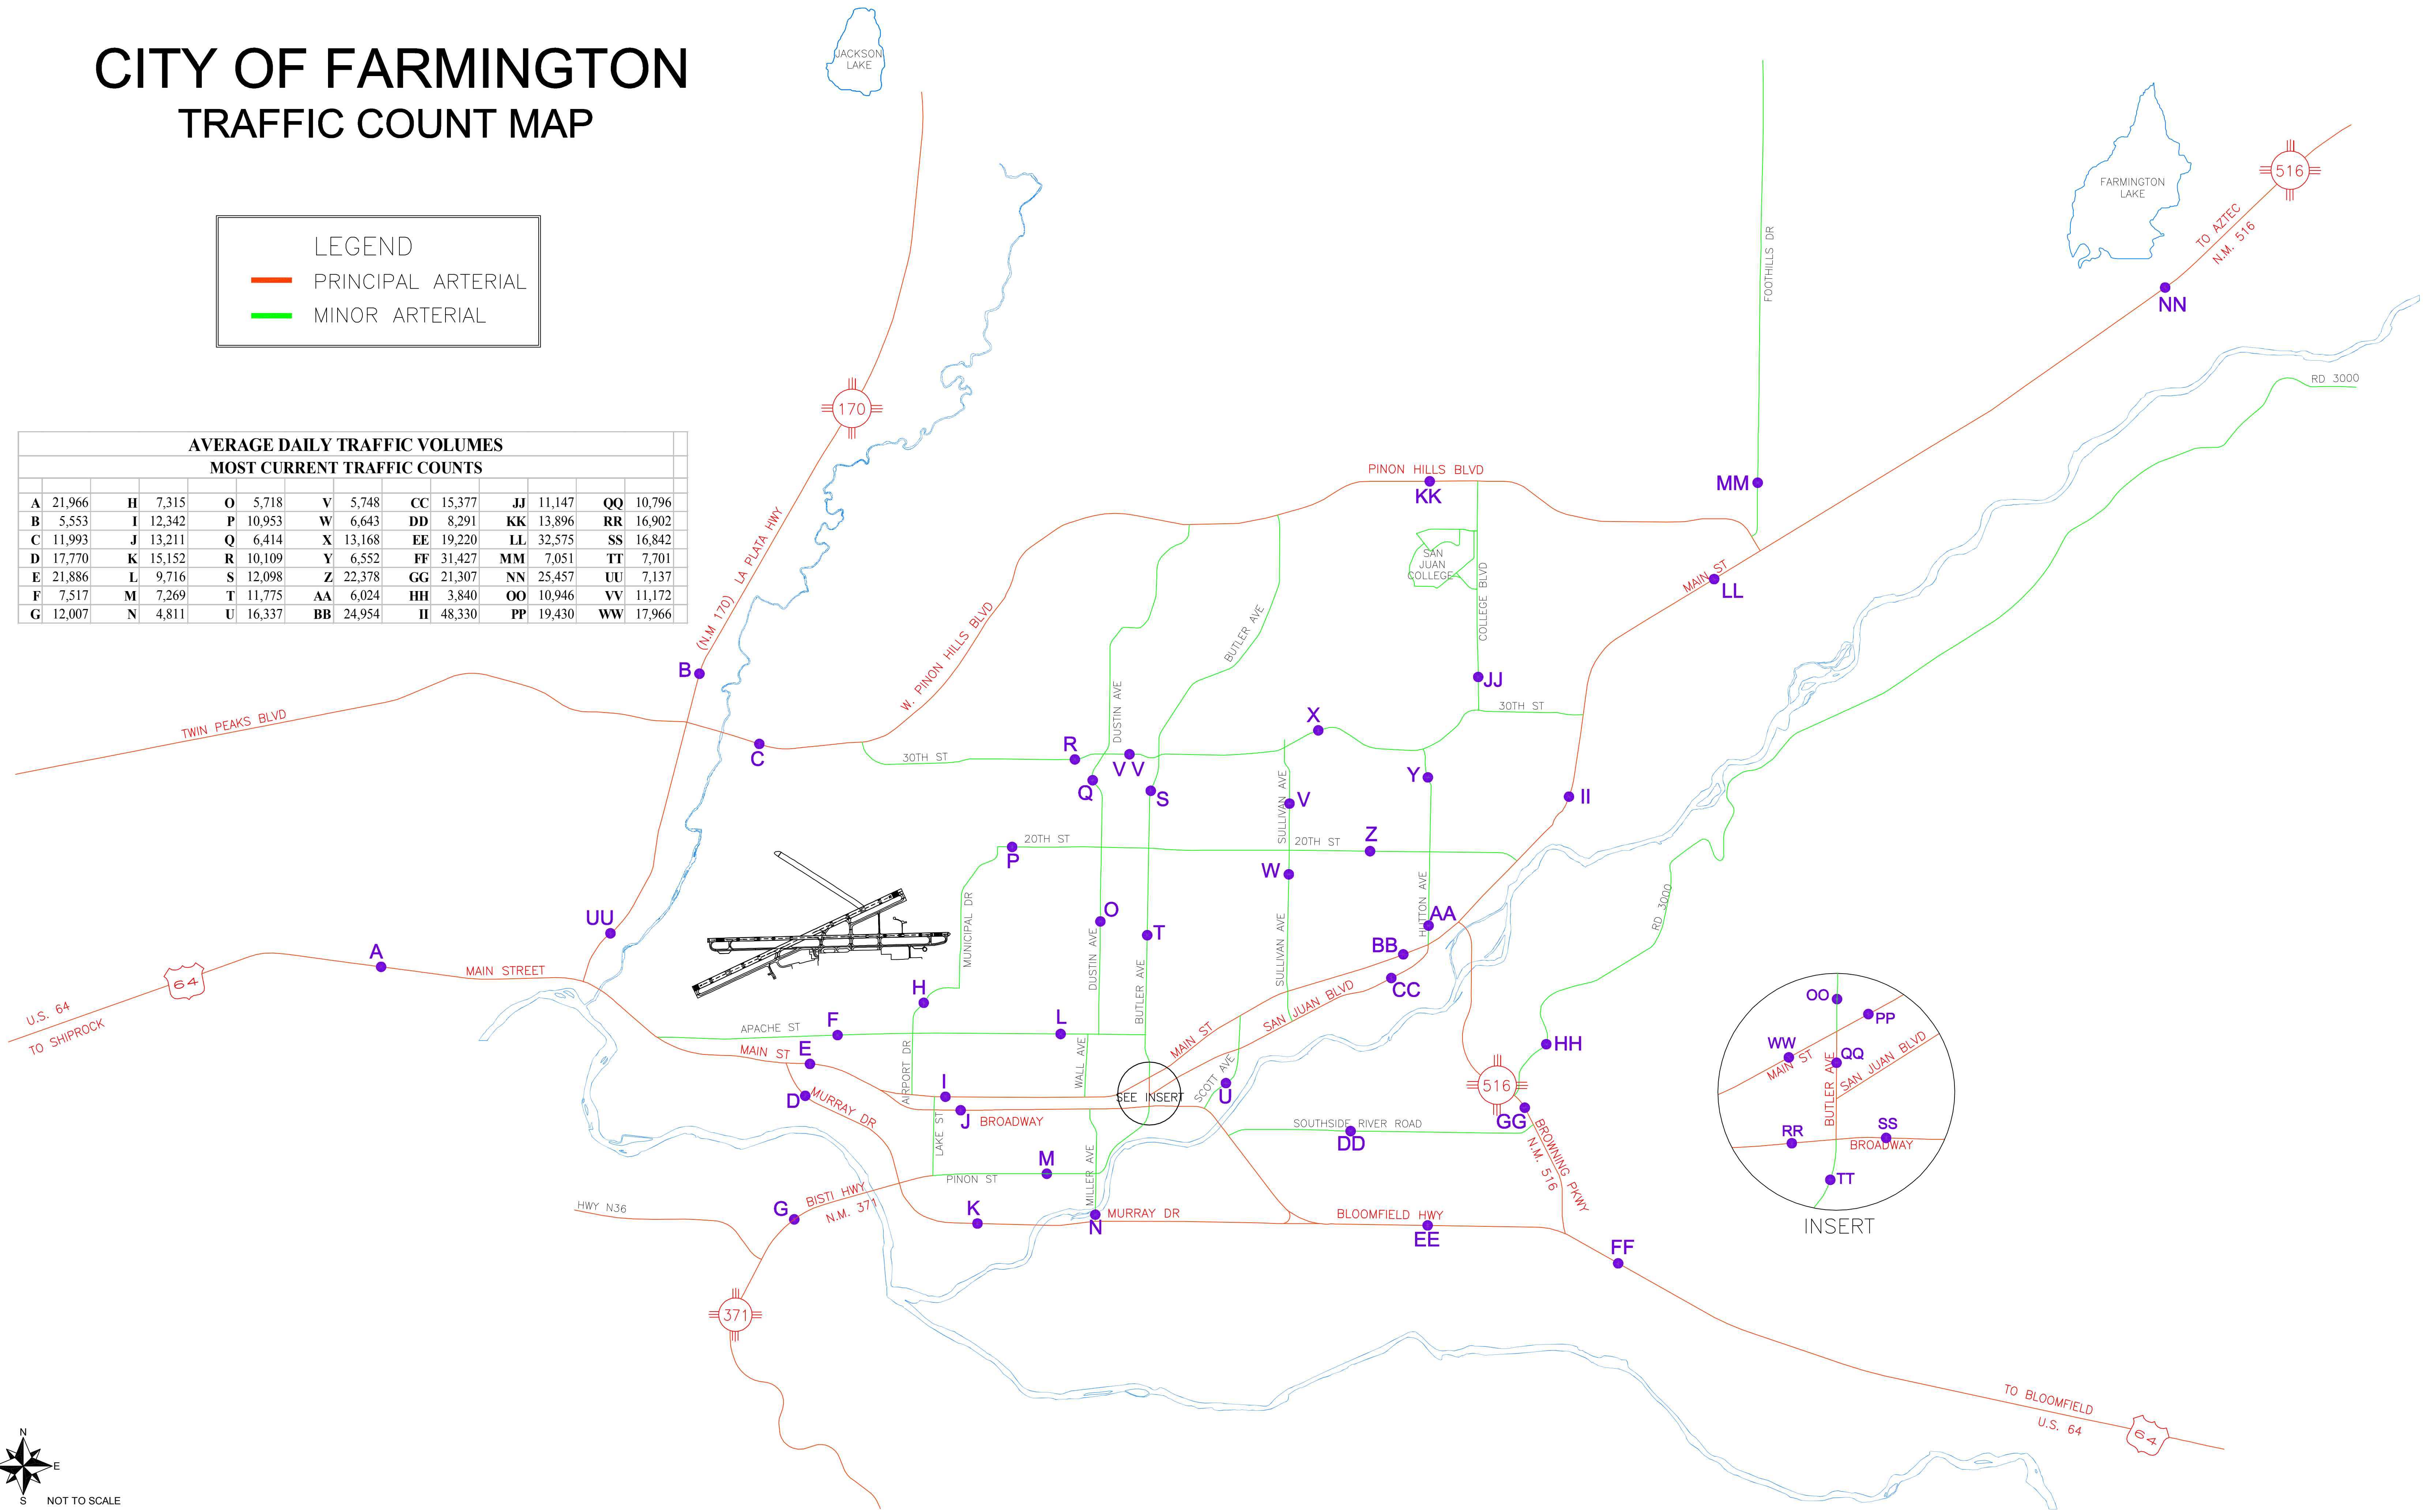 CITY OF FARMINGTON
TRAFFIC COUNT MAP
LEGEND
PRINCIPAL ARTERIAL
MINOR ARTERIAL
AVERAGE DAILY TRAFFIC VOLUMES
MOST CURRENT TRAFFIC COUNTS
A 21,966 H 7,315 O 5,718 V 5,748 CC 15,377 JJ 11,147 QQ 10,796
B 5,553 I 12,342 P 10,953 W 6,643 DD 8,291 KK 13,896 RR 16,902
C 11,993 J 13,211 Q 6,414 X 13,168 EE 19,220 LL 32,575 SS 16,842
D 17,770 K 15,152 R 10,109 Y 6,552 FF 31,427 MM 7,051 TT 7,701
E 21,886 L 9,716 S 12,098 Z 22,378 GG 21,307 NN 25,457 UU 7,137
F 7,517 M 7,269 T 11,775 AA 6,024 HH 3,840 OO 10,946 VV 11,172
G 12,007 N 4,811 U 16,337 BB 24,954 II 48,330 PP 19,430 WW 17,966
JACKSON
LAKE
FARMINGTON
LAKE
516
TO AZTEC
N.M. 516
NN
FOOTHILLS DR
RD 3000
170
LA PLATA HWY
(N.M 170)
PINON HILLS BLVD
KK
MM
SAN
JUAN
COLLEGE
COLLEGE BLVD
MAIN ST
LL
W. PINON HILLS BLVD
BUTLER AVE
DUSTIN AVE
B
JJ
TWIN PEAKS BLVD
C
30TH ST
30TH ST
R
V V
X
Q
S
SULLIVAN AVE
V
Y
II
20TH ST
P
20TH ST
Z
W
HUTTON AVE
AA
RD 3000
UU
A
MAIN STREET
64
U.S. 64
TO SHIPROCK
MUNICIPAL DR
O
T
DUSTIN AVE
BUTLER AVE
SULLIVAN AVE
BB
CC
SAN JUAN BLVD
MAIN ST
H
APACHE ST
F
L
MAIN ST
E
AIRPORT DR
WALL AVE
SCOTT AVE
U
HH
516
SEE INSERT
D
MURRAY DR
I
J
BROADWAY
LAKE ST
GG
SOUTHSIDE RIVER ROAD
DD
BROWNING PKWY
N.M. 516
M
PINON ST
MILLER AVE
BISTI HWY
N.M. 371
G
HWY N36
K
N
MURRAY DR
BLOOMFIELD HWY
EE
FF
371
OO
PP
WW
MAIN ST
QQ
BUTLER AVE
SAN JUAN BLVD
RR
SS
BROADWAY
TT
INSERT
TO BLOOMFIELD
U.S. 64
64
N
E
S
NOT TO SCALE